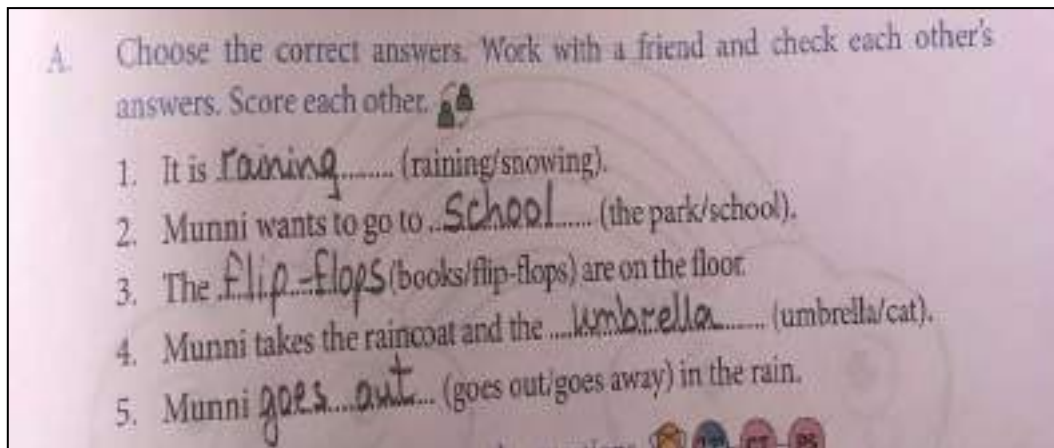 A. Choose the correct answers. Work with a friend and check each other's
answers. Score each other.
1. It is raining........ (raining/snowing).
2. Munni wants to go to ..school...... (the park/school).
3. The .flip-flops (books/flip-flops) are on the floor.
4. Munni takes the raincoat and the ....umbrella....... (umbrella/cat).
5. Munni goes....out.... (goes out/goes away) in the rain.